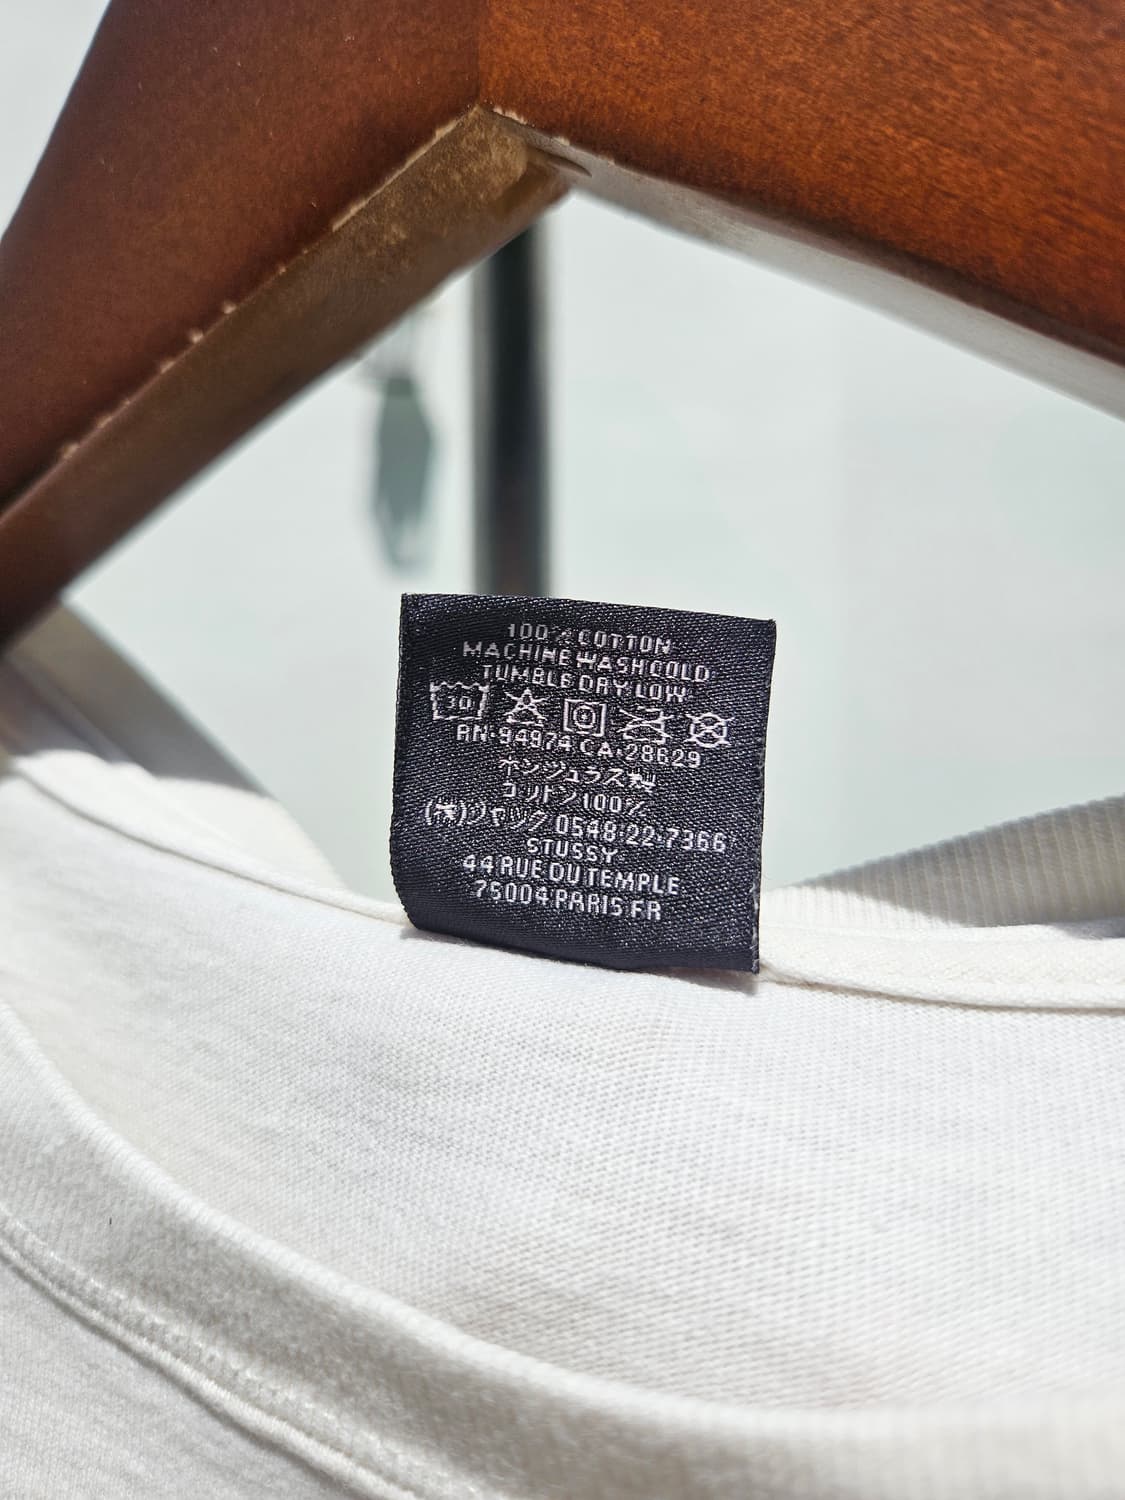 100% COTTON
MACHINE WASH COLD
TUMBLE DRY LOW
30
RN·94974 CA·28629
ホンジュラス製
コットン100%
(株)ジャック 0548·22·7366
STUSSY
44 RUE DU TEMPLE
75004 PARIS FR